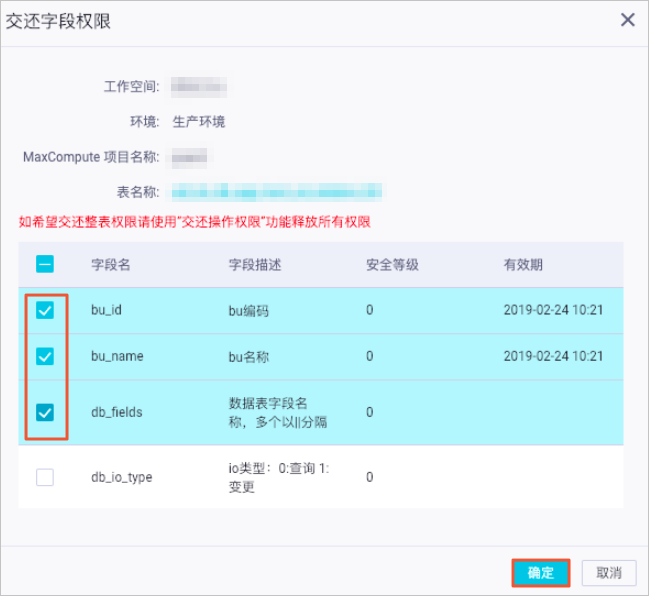 交还字段权限
工作空间:
环境: 生产环境
MaxCompute 项目名称:
表名称:
如希望交还整表权限请使用“交还操作权限”功能释放所有权限
字段名 字段描述 安全等级 有效期
bu_id bu编码 0 2019-02-24 10:21
bu_name bu名称 0 2019-02-24 10:21
db_fields 数据表字段名 0
称，多个以||分隔
db_io_type io类型：0:查询 1: 0
变更
确定 取消